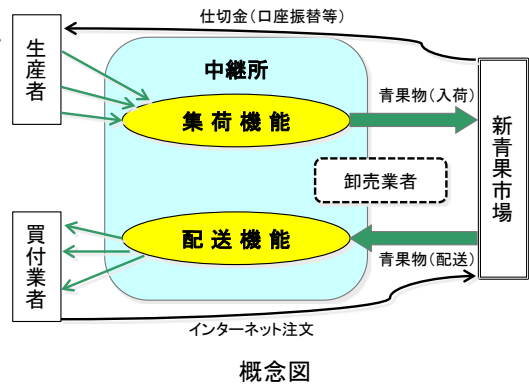 仕切金(口座振替等)
生産者
中継所
集荷機能
青果物(入荷)
新青果市場
卸売業者
買付業者
配送機能
青果物(配送)
インターネット注文
概念図